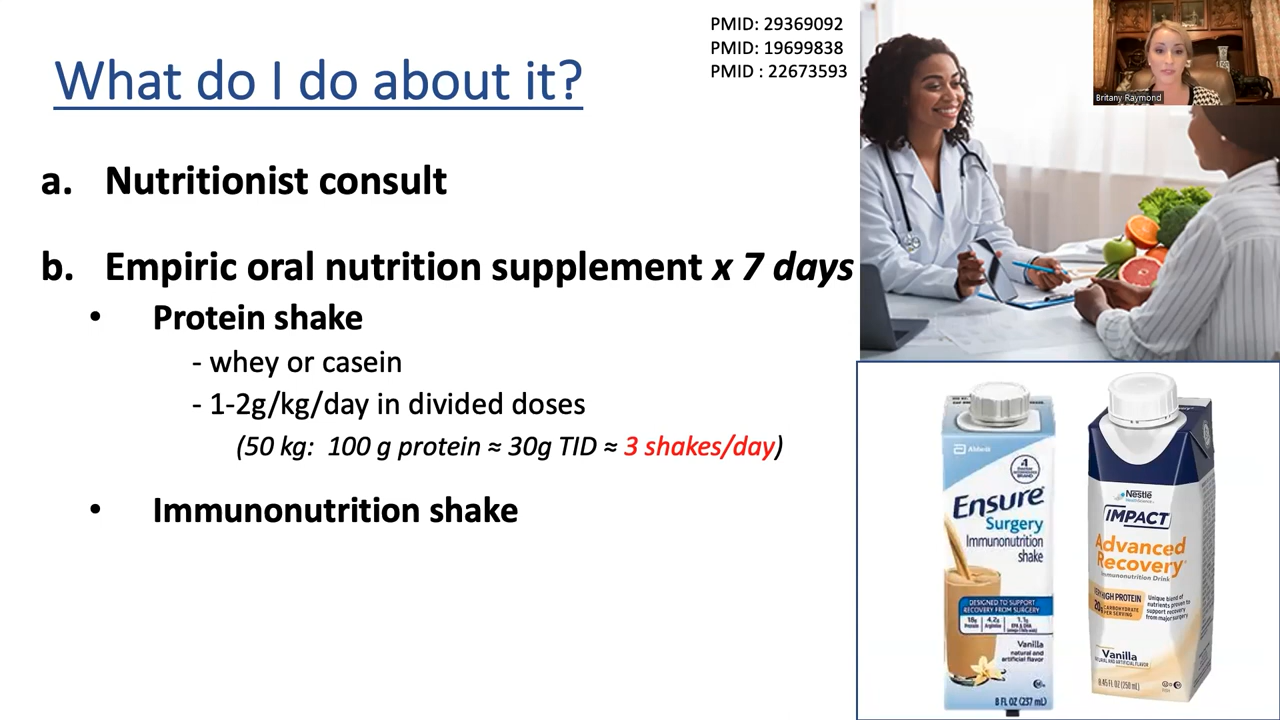 PMID: 29369092
PMID: 19699838
PMID : 22673593
What do I do about it?
Britany Raymond
a. Nutritionist consult
b. Empiric oral nutrition supplement x 7 days
• Protein shake
- whey or casein
- 1-2g/kg/day in divided doses
(50 kg: 100 g protein ≈ 30g TID ≈ 3 shakes/day)
• Immunonutrition shake
Abbott
#1
BRAND
Ensure®
Surgery
Immunonutrition
shake
DESIGNED TO SUPPORT
RECOVERY FROM SURGERY
18g 4.2g 1.1g
Protein Arginine EPA & DHA
Vanilla
natural and
artificial flavor
8 FL OZ (237 mL)
Nestlé
HealthScience
IMPACT
Advanced
Recovery
Immunonutrition Drink
VERY HIGH PROTEIN
20g CARBOHYDRATE
PER SERVING
Unique blend of
nutrients proven to
support recovery
from major surgery
Vanilla
NATURAL AND ARTIFICIAL FLAVOR
8.45 FL OZ (250 mL)